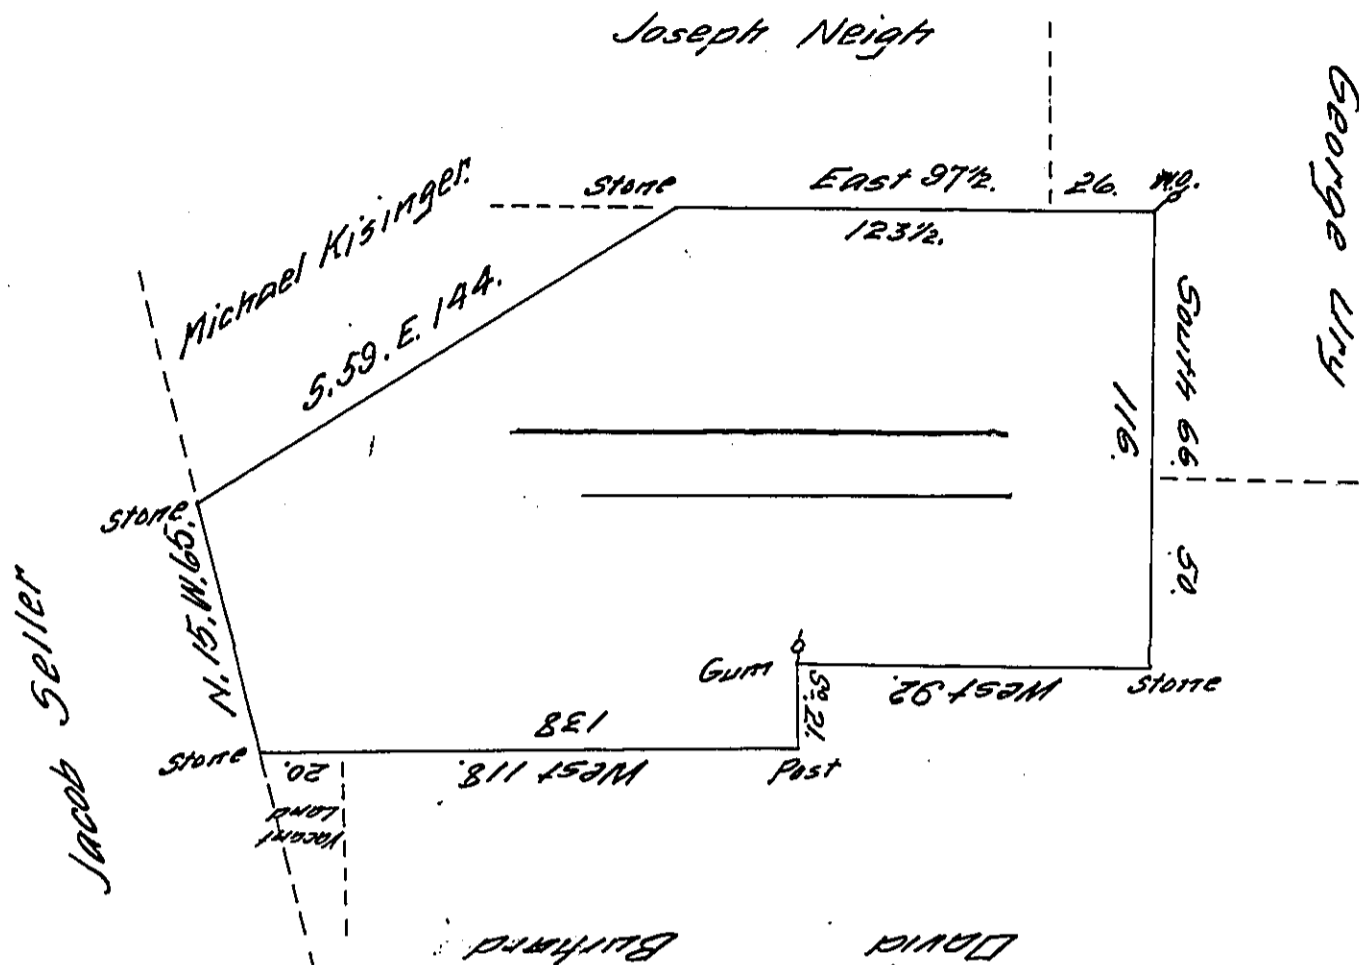 Joseph Neigh
George Ury
Michael Kisinger.
Stone
East 97½.
26.
W.O.
123½.
S. 59. E. 144.
South 66.
116.
50.
Stone
N. 15. W. 65.
Jacob Seller
Gum
So. 21.
West 92.
Stone
138
Stone
20.
West 118.
Post
Vacant
Land
David Burhard